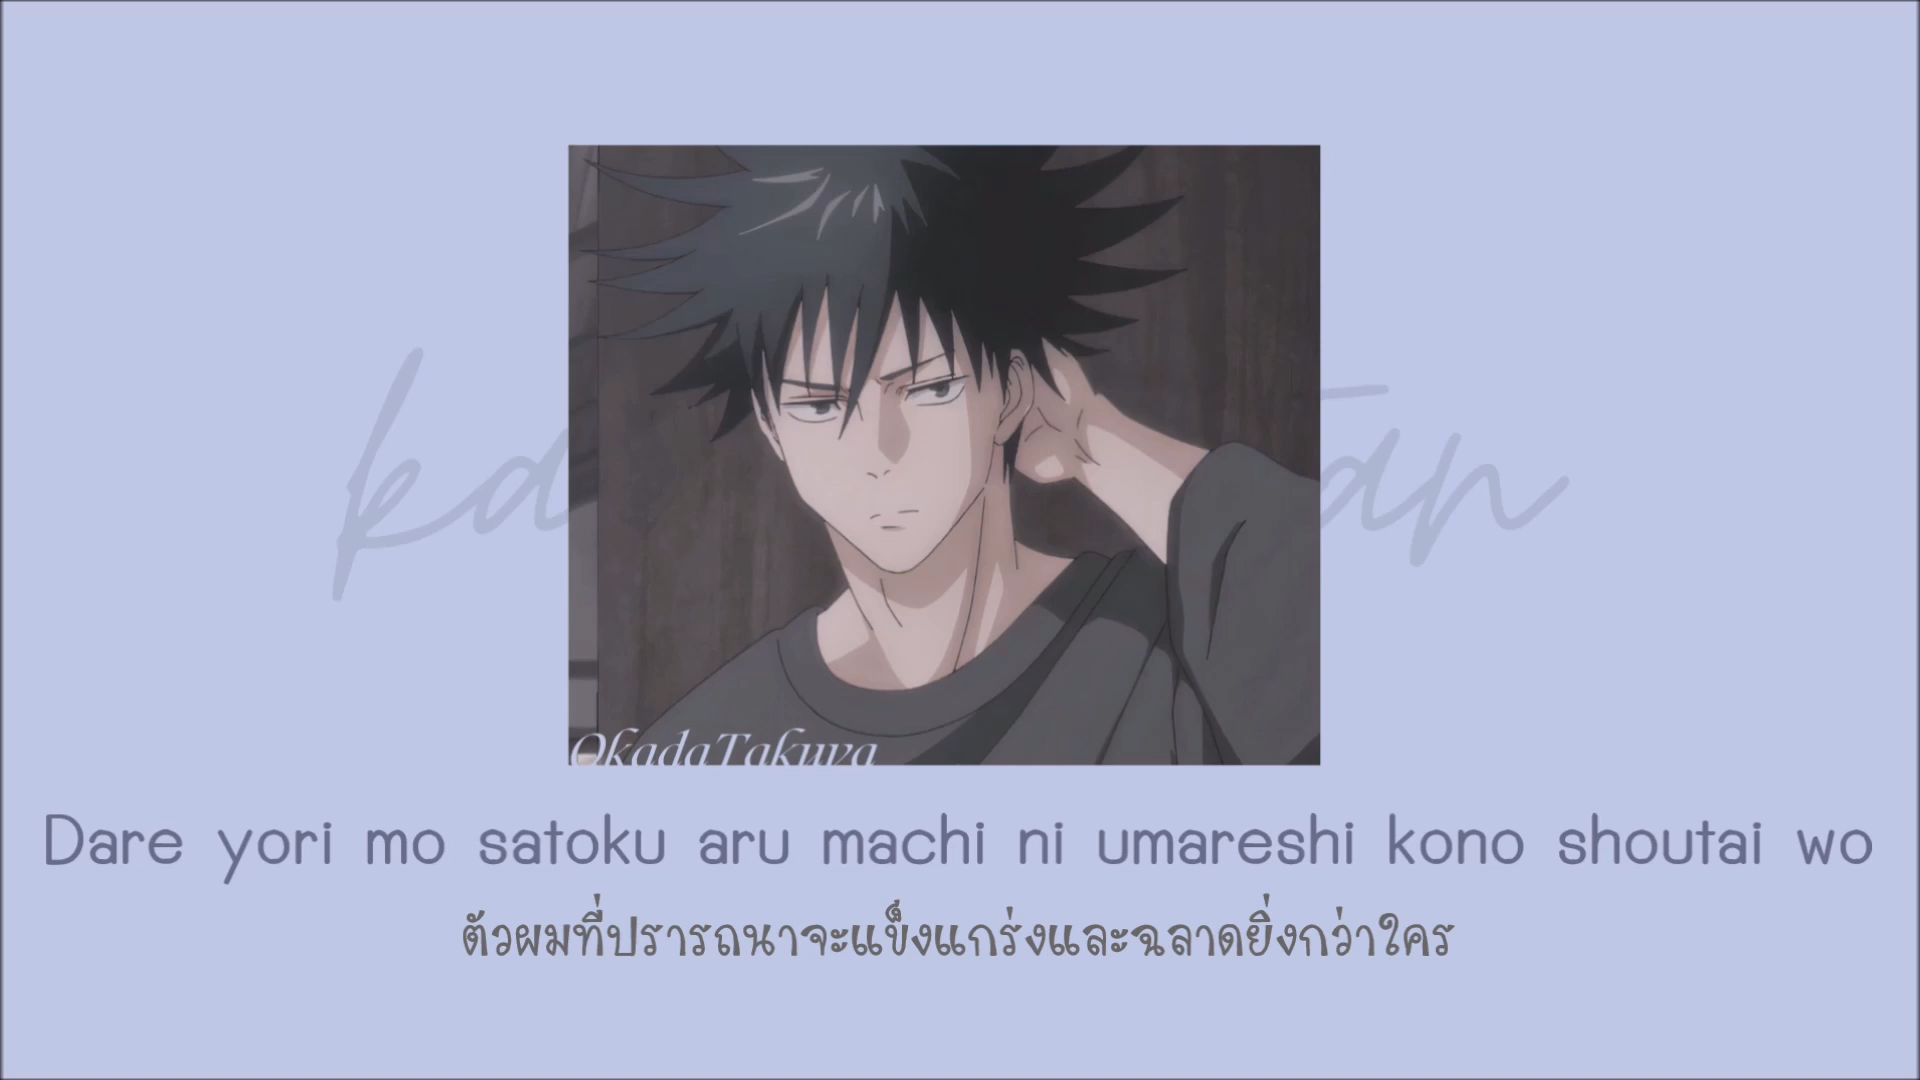 OkadaTakuya
Dare yori mo satoku aru machi ni umareshi kono shoutai wo
ตัวผมที่ปรารถนาจะแข็งแกร่งและฉลาดยิ่งกว่าใคร